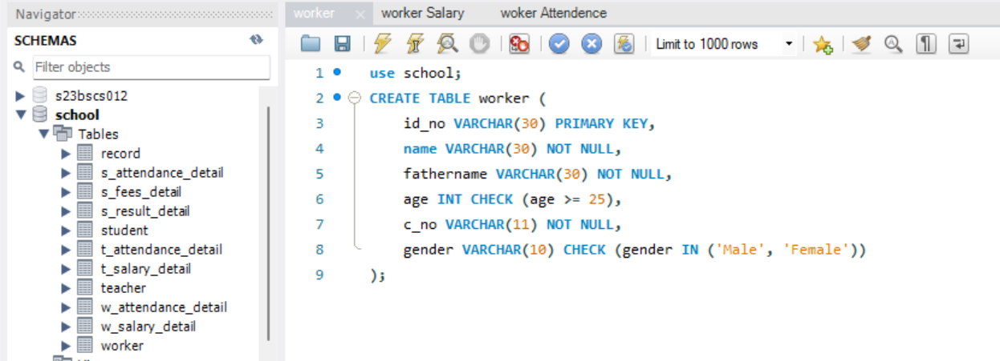 Navigator
SCHEMAS
Filter objects
s23bscs012
school
Tables
record
s_attendance_detail
s_fees_detail
s_result_detail
student
t_attendance_detail
t_salary_detail
teacher
w_attendance_detail
w_salary_detail
worker
worker × worker Salary woker Attendence
Limit to 1000 rows
1 use school;
2 CREATE TABLE worker (
3 id_no VARCHAR(30) PRIMARY KEY,
4 name VARCHAR(30) NOT NULL,
5 fathername VARCHAR(30) NOT NULL,
6 age INT CHECK (age >= 25),
7 c_no VARCHAR(11) NOT NULL,
8 gender VARCHAR(10) CHECK (gender IN ('Male', 'Female'))
9 );